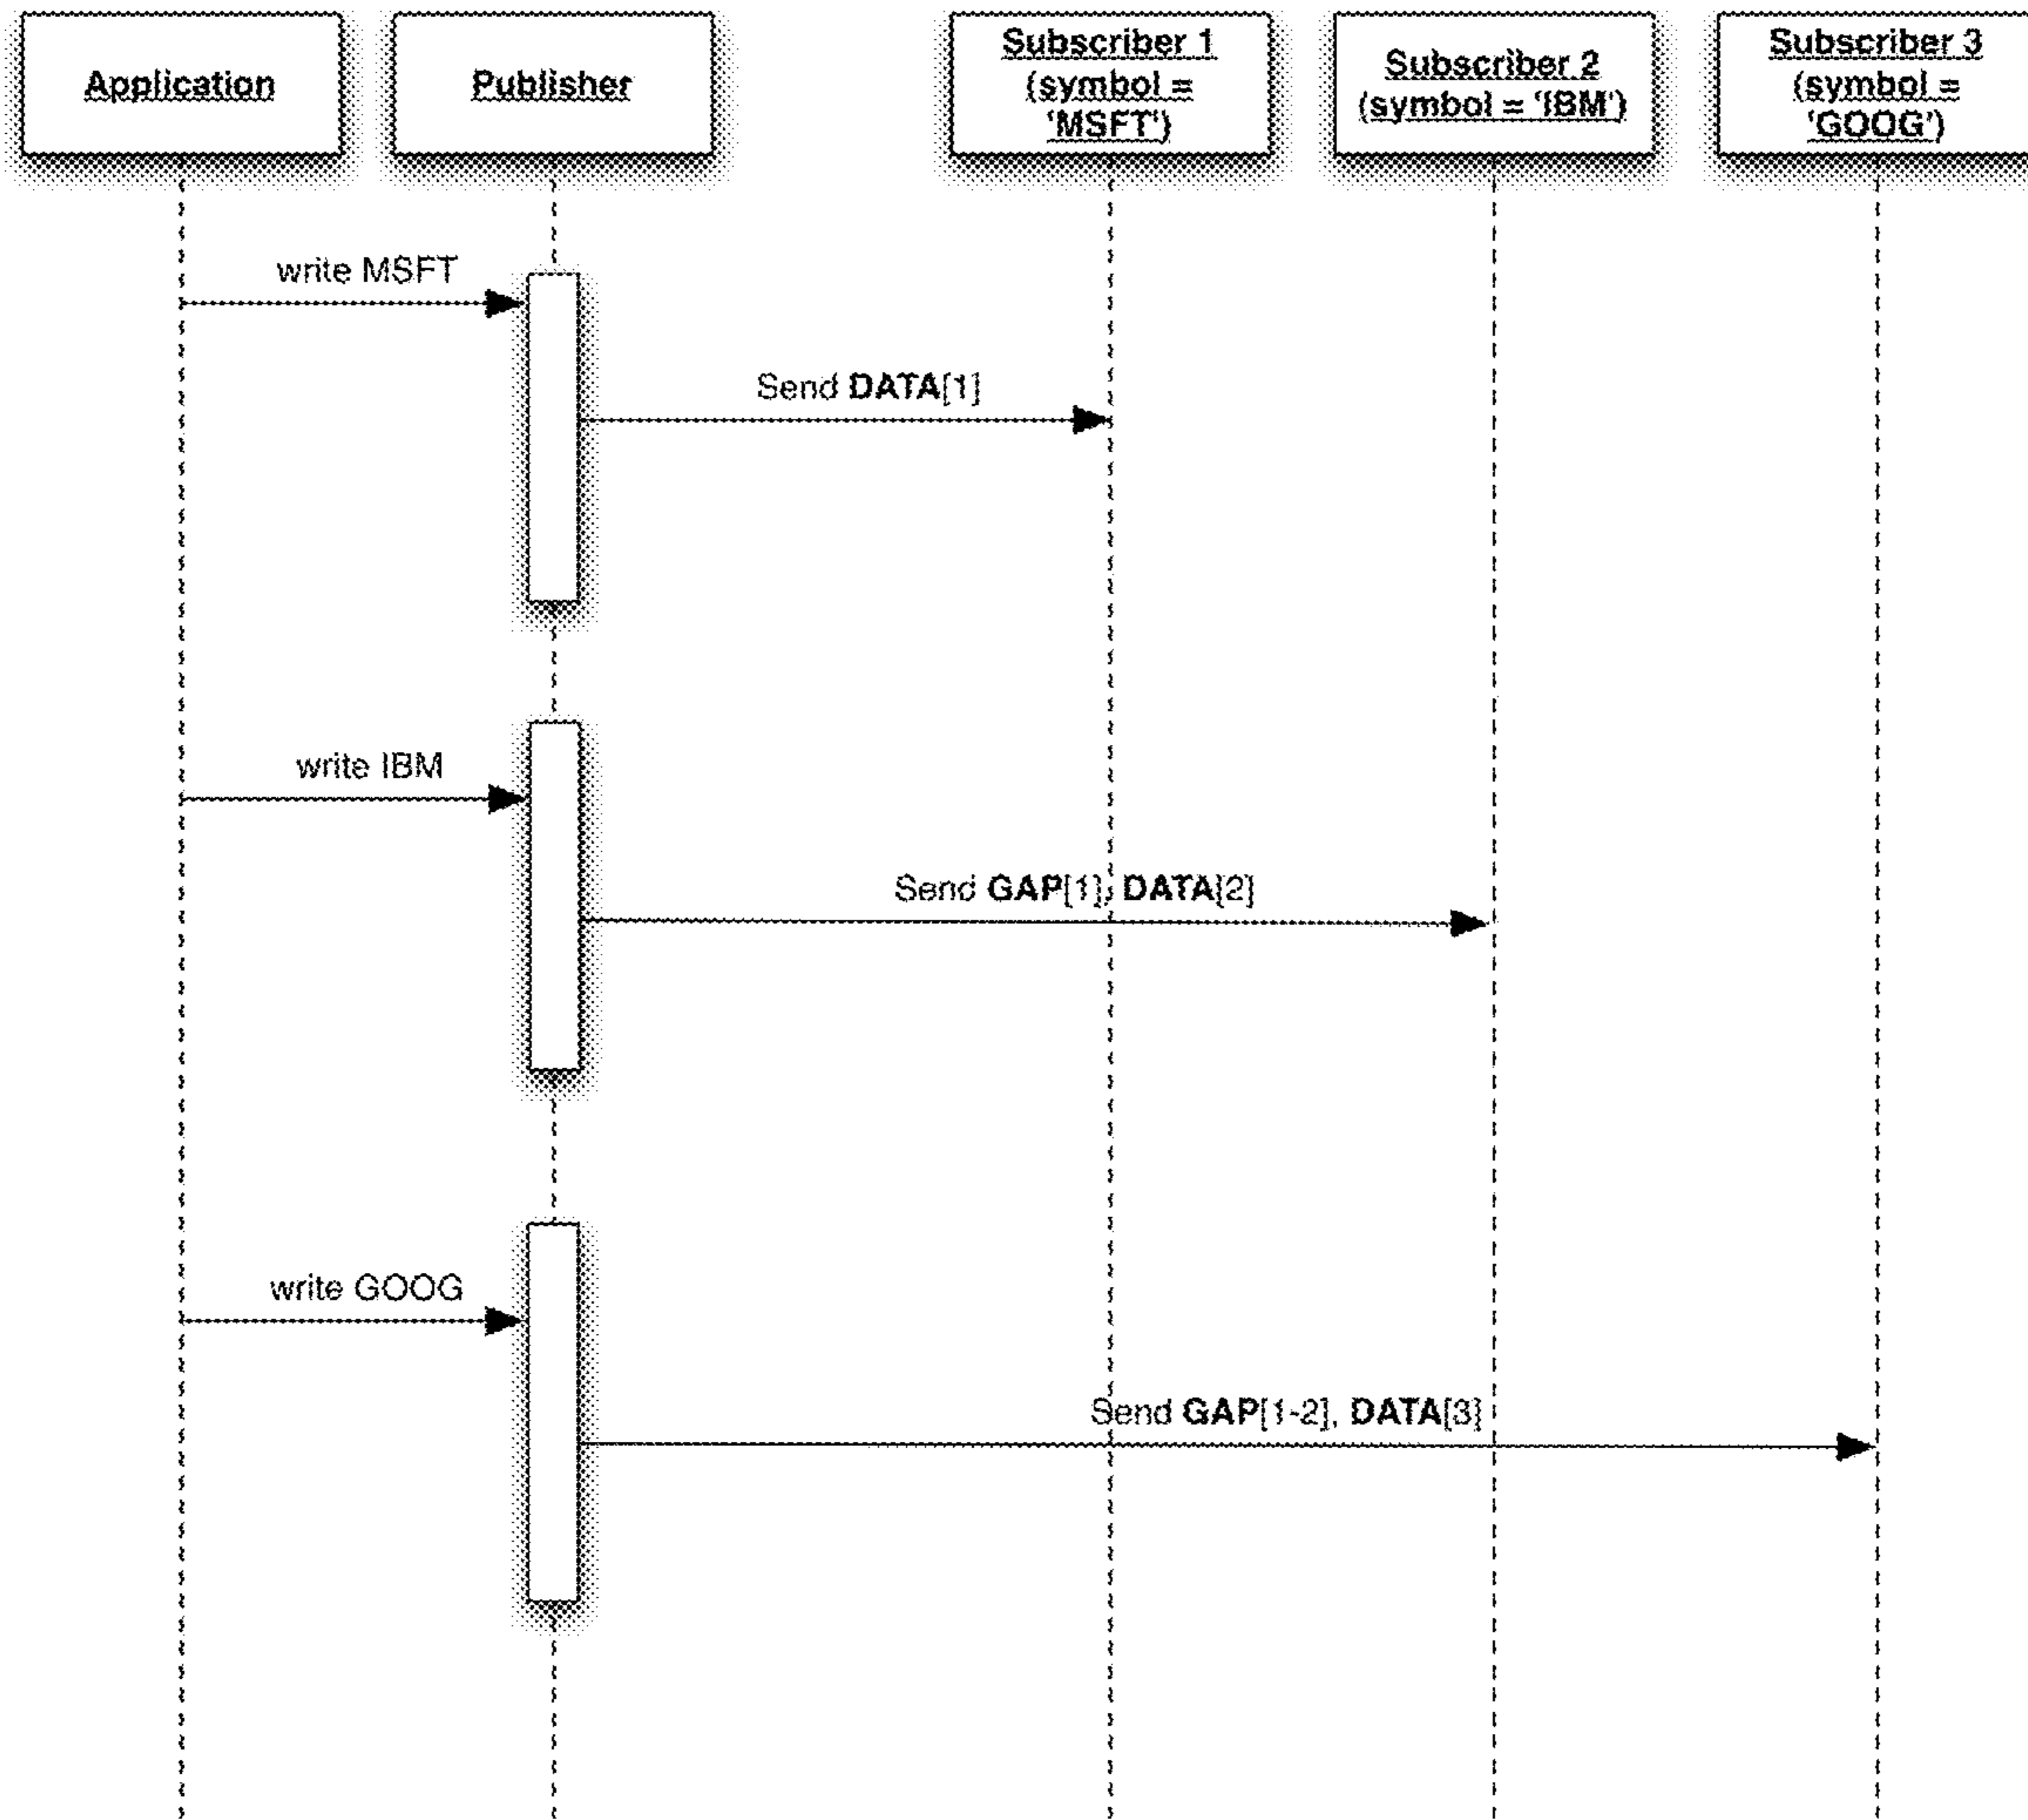 Application
Publisher
Subscriber 1
(symbol =
'MSFT')
Subscriber 2
(symbol = 'IBM')
Subscriber 3
(symbol =
'GOOG')
write MSFT
Send DATA[1]
write IBM
Send GAP[1], DATA[2]
write GOOG
Send GAP[1-2], DATA[3]